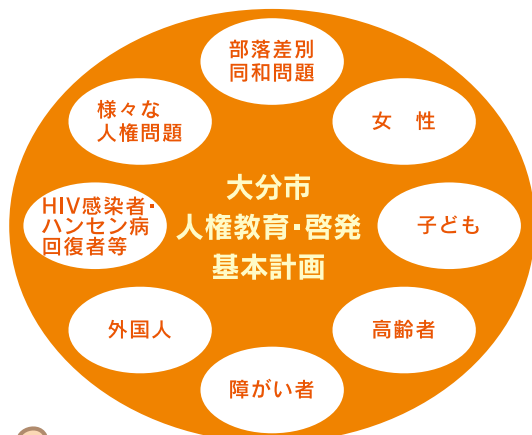 部落差別
同和問題
女　性
子ども
高齢者
障がい者
外国人
HIV感染者・
ハンセン病
回復者等
様々な
人権問題
大分市
人権教育・啓発
基本計画